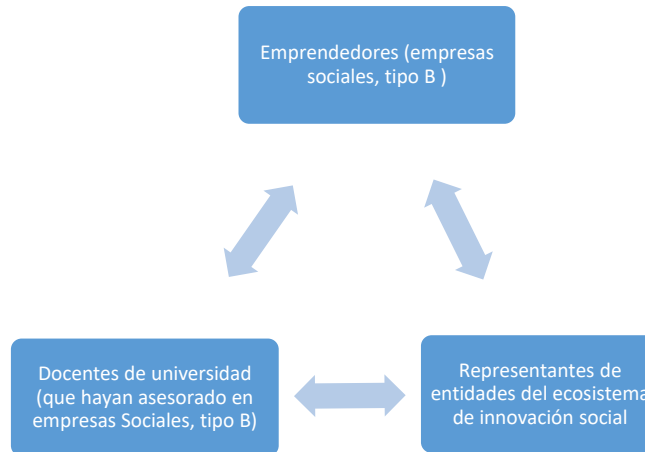 Emprendedores (empresas
sociales, tipo B )
Docentes de universidad
(que hayan asesorado en
empresas Sociales, tipo B)
Representantes de
entidades del ecosistema
de innovación social